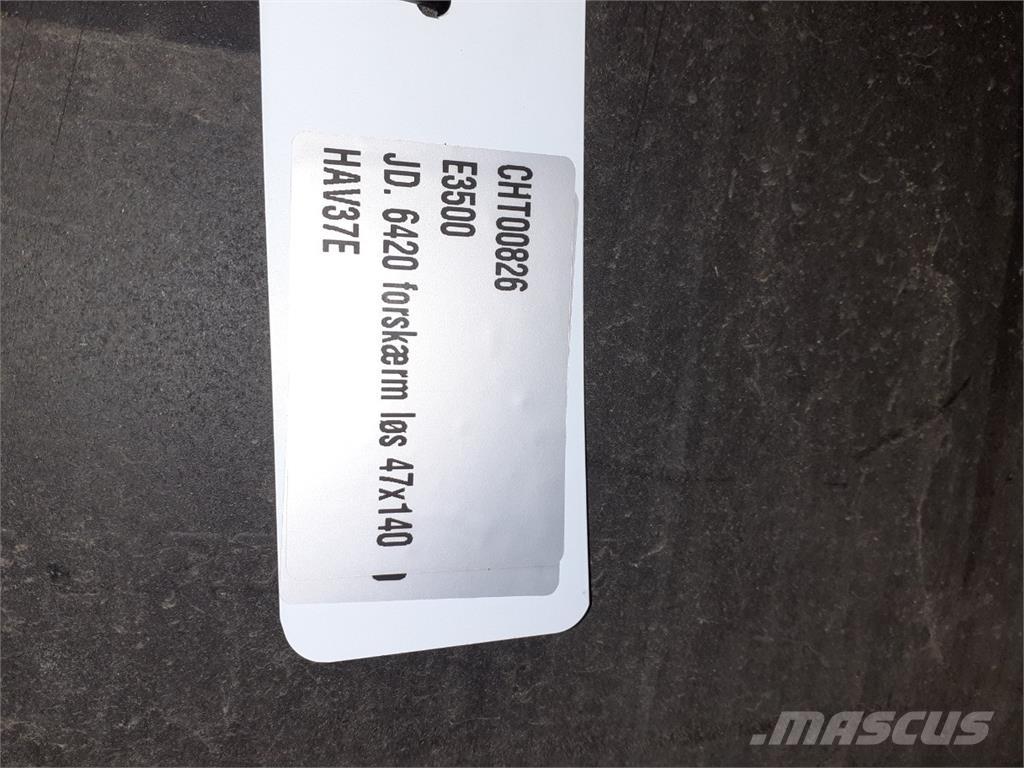 CHT00826
E3500
JD. 6420 forskærm løs 47x140
HAV37E
MASCUS